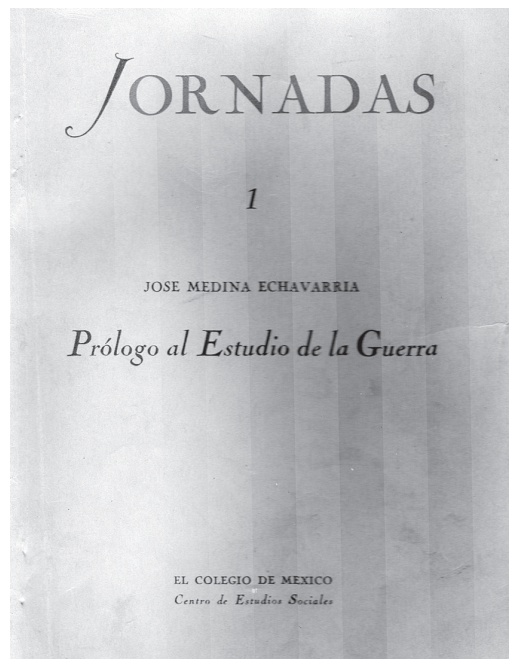 JORNADAS
1
JOSE MEDINA ECHAVARRIA
Prólogo al Estudio de la Guerra
EL COLEGIO DE MEXICO
Centro de Estudios Sociales